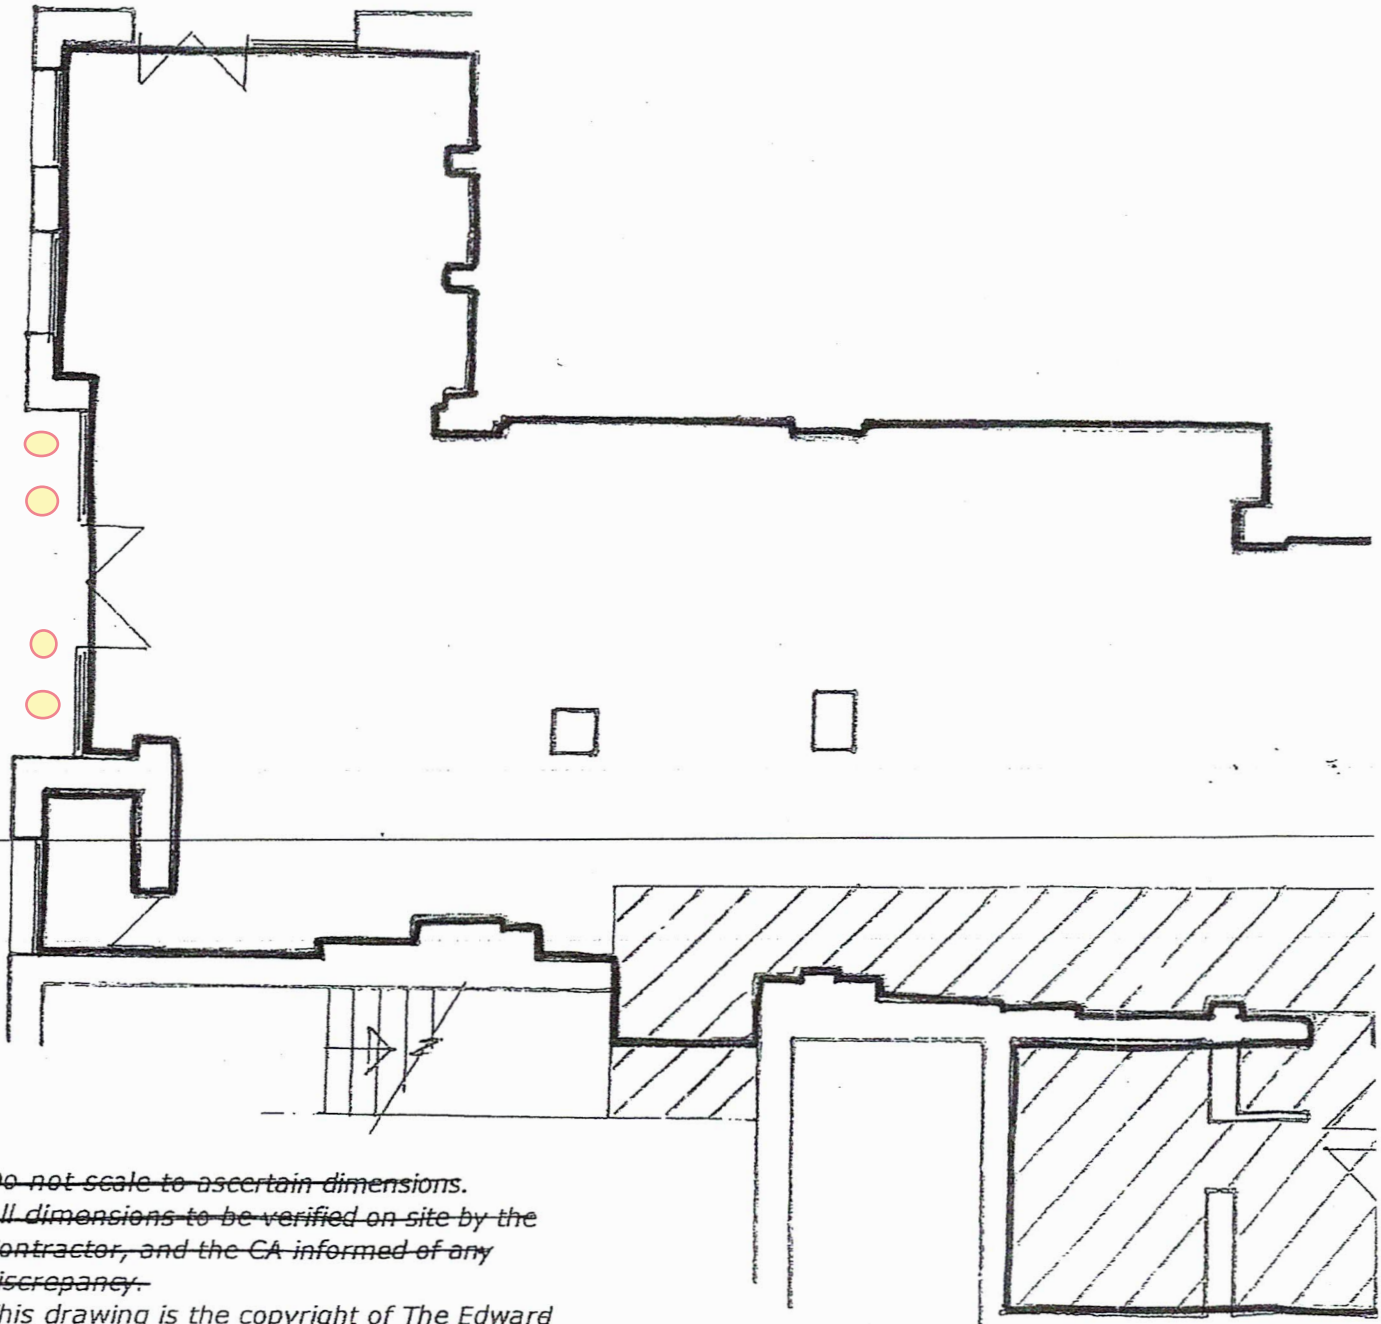 o not scale to ascertain dimensions.
ll dimensions to be verified on site by the
ontractor, and the CA informed of any
iscrepancy.
his drawing is the copyright of The Edward